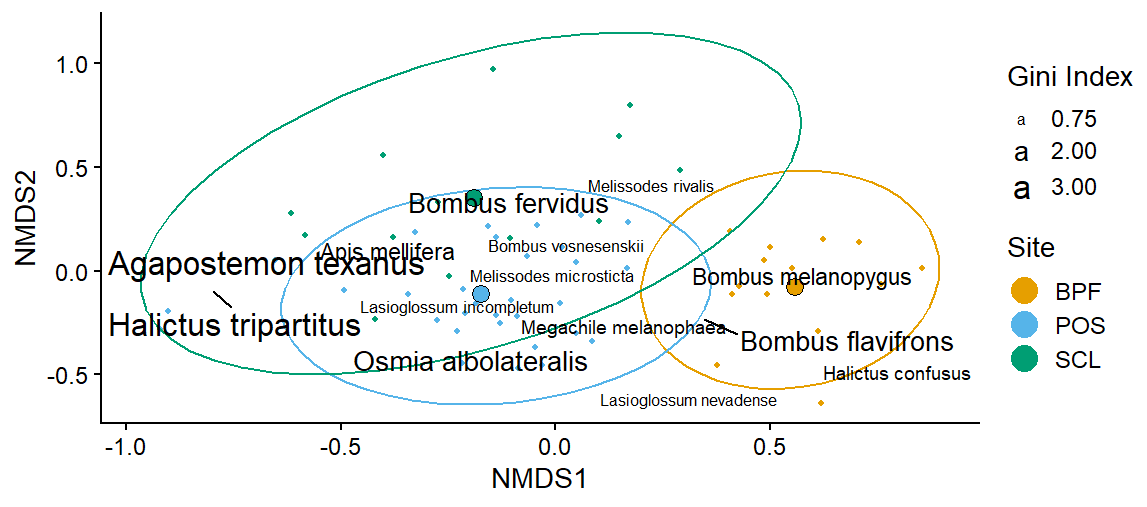 NMDS2
1.0
0.5
0.0
-0.5
Melissodes rivalis
Bombus fervidus
Bombus vosnesenskii
Apis mellifera
Agapostemon texanus
Melissodes microsticta
Bombus melanopygus
Lasioglossum incompletum
Halictus tripartitus
Megachile melanophaea
Bombus flavifrons
Osmia albolateralis
Halictus confusus
Lasioglossum nevadense
-1.0
-0.5
0.0
0.5
NMDS1
Gini Index
a 0.75
a 2.00
a 3.00
Site
BPF
POS
SCL